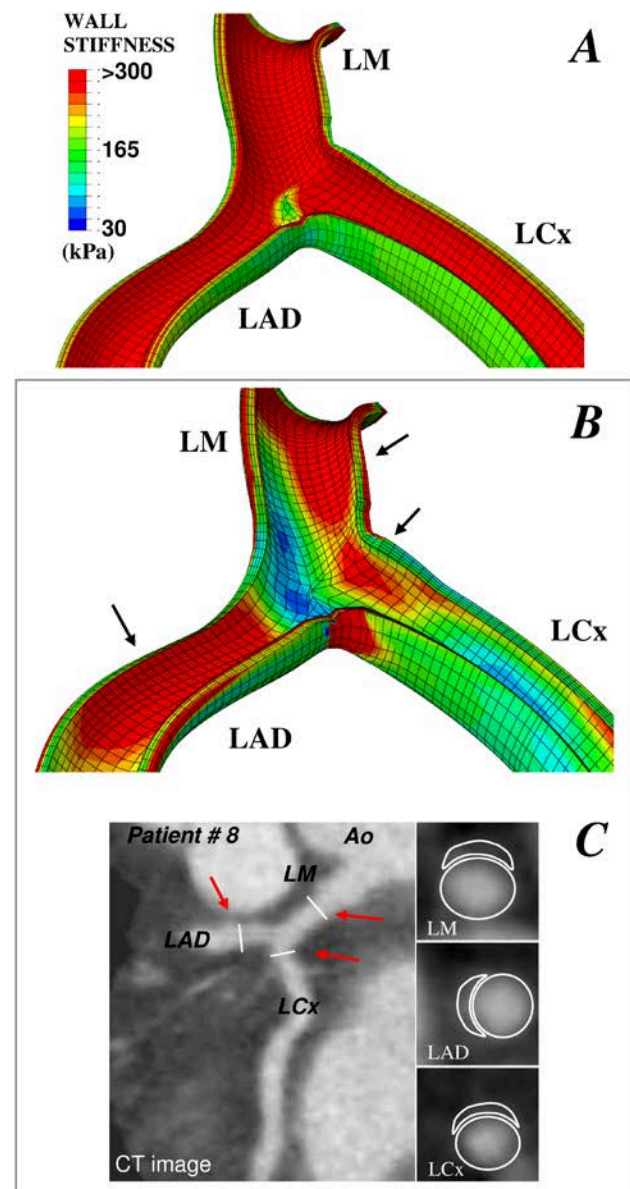 WALL
STIFFNESS
>300
165
30
(kPa)
LM
A
LCx
LAD
B
LM
LCx
LAD
C
Patient # 8
Ao
LM
LAD
LCx
CT image
LM
LAD
LCx